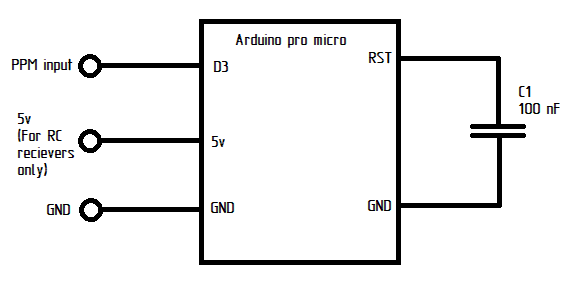 Arduino pro micro
PPM input
D3
RST
C1
100 nF
5v
(For RC
recievers
only)
5v
GND
GND
GND